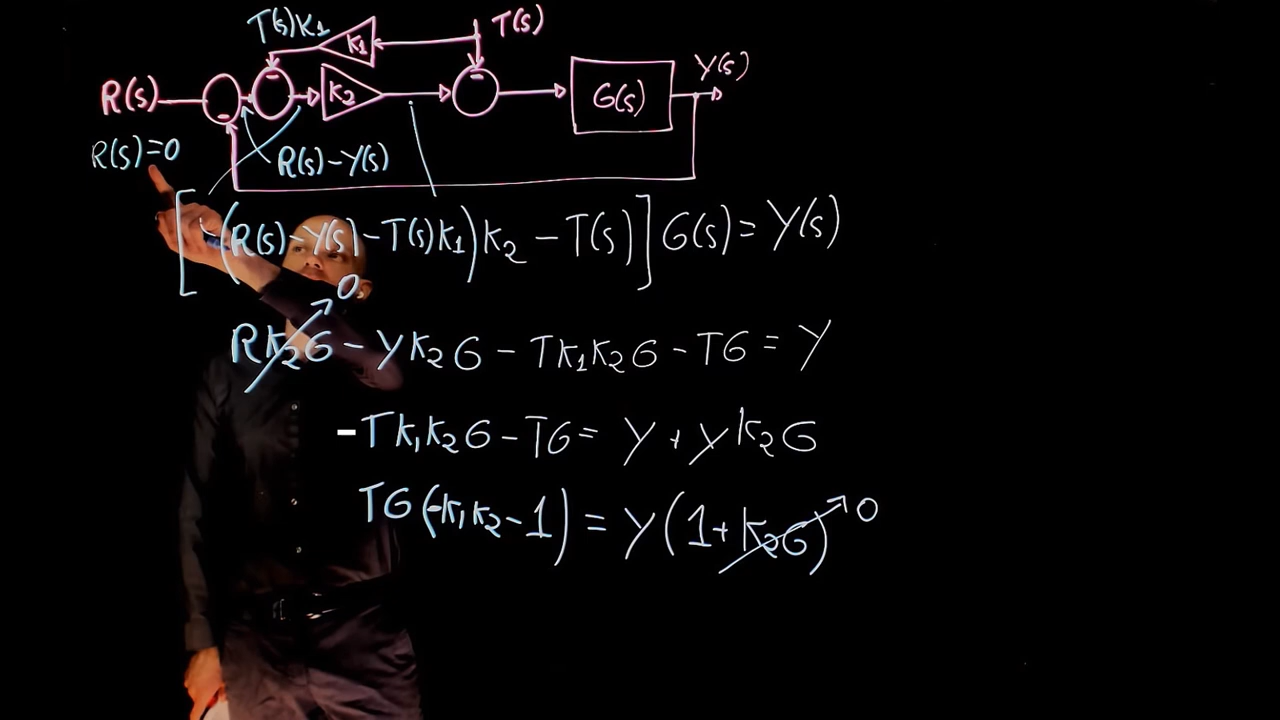 T(s)K₁ K₁ T(s)
R(s) K₂ G(s) Y(s)
R(s)=0 R(s)-Y(s)
[(R(s)-Y(s)-T(s)K₁)K₂-T(s)]G(s)=Y(s)
0
RK₂G-YK₂G-TK₁K₂G-TG=Y
-TK₁K₂G-TG=Y+YK₂G
TG(-K₁K₂-1)=Y(1+K₂G) 0